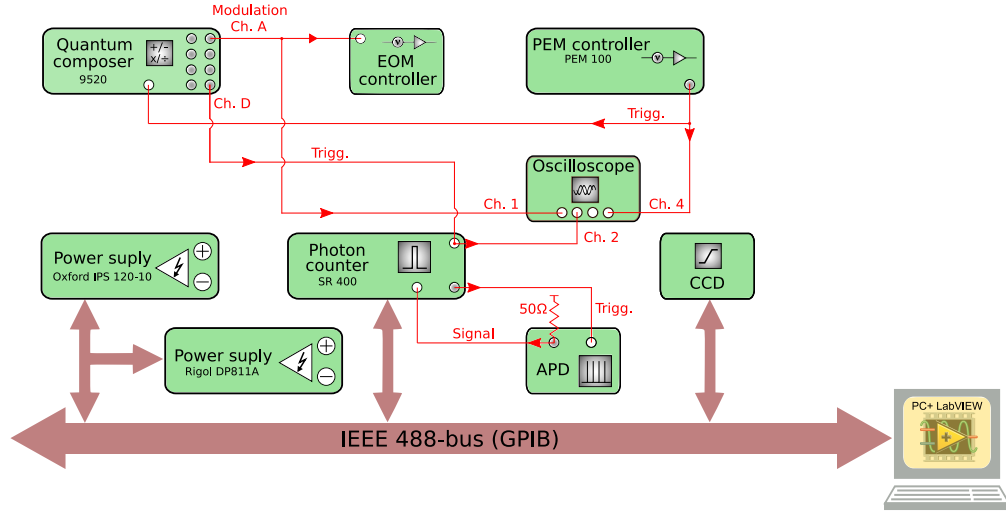 Modulation
Ch. A
Quantum
composer
9520
+/-
x/÷
Ch. D
V
EOM
controller
PEM controller
PEM 100
V
Trigg.
Trigg.
Oscilloscope
Ch. 1
Ch. 4
Ch. 2
Power suply
Oxford IPS 120-10
+
−
Photon
counter
SR 400
CCD
50Ω
Trigg.
Signal
APD
Power suply
Rigol DP811A
+
−
PC+ LabVIEW
IEEE 488-bus (GPIB)